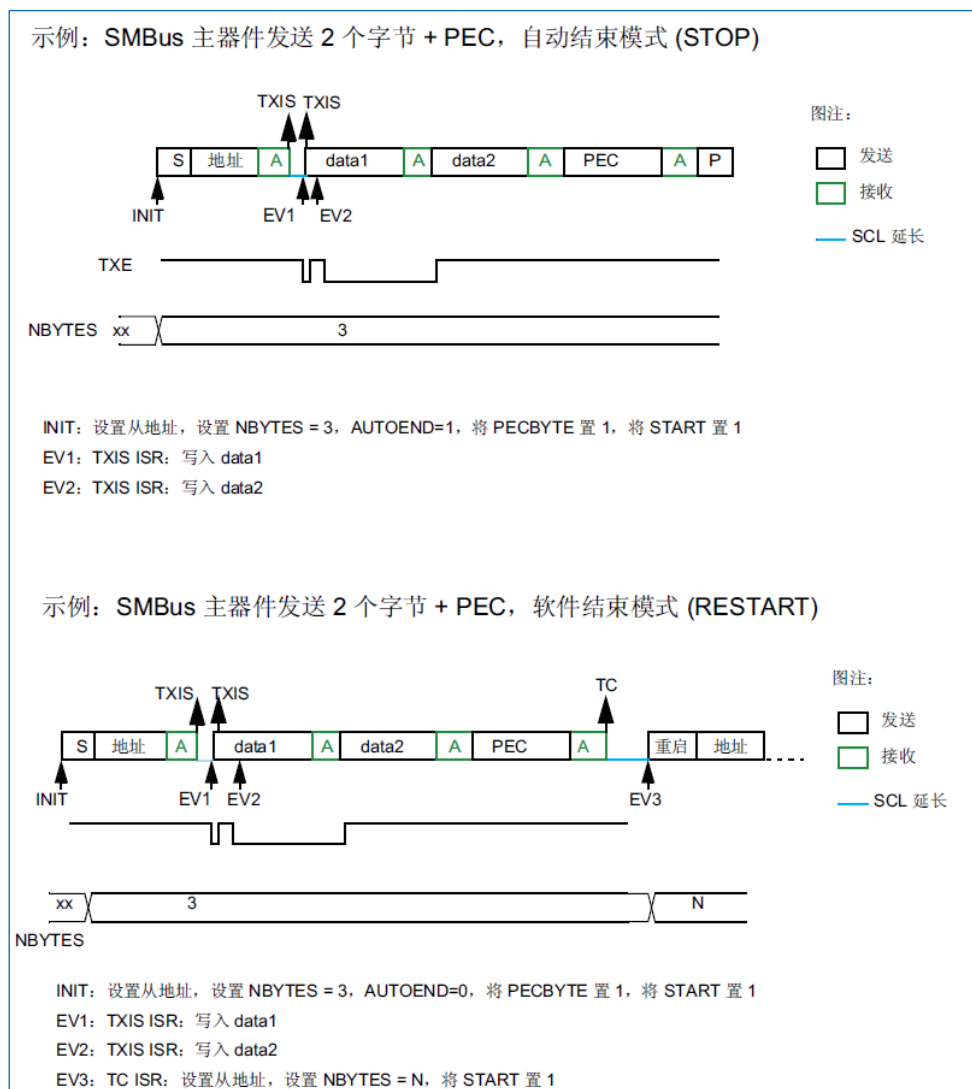 示例：SMBus 主器件发送 2 个字节 + PEC，自动结束模式 (STOP)
TXIS TXIS
图注：
S 地址 A data1 A data2 A PEC A P
发送
接收
INIT EV1 EV2
SCL 延长
TXE
NBYTES xx 3
INIT：设置从地址，设置 NBYTES = 3，AUTOEND=1，将 PECBYTE 置 1，将 START 置 1
EV1：TXIS ISR：写入 data1
EV2：TXIS ISR：写入 data2
示例：SMBus 主器件发送 2 个字节 + PEC，软件结束模式 (RESTART)
TXIS TXIS TC
图注：
S 地址 A data1 A data2 A PEC A 重启 地址
发送
接收
INIT EV1 EV2 EV3
SCL 延长
xx 3 N
NBYTES
INIT：设置从地址，设置 NBYTES = 3，AUTOEND=0，将 PECBYTE 置 1，将 START 置 1
EV1：TXIS ISR：写入 data1
EV2：TXIS ISR：写入 data2
EV3：TC ISR：设置从地址，设置 NBYTES = N，将 START 置 1